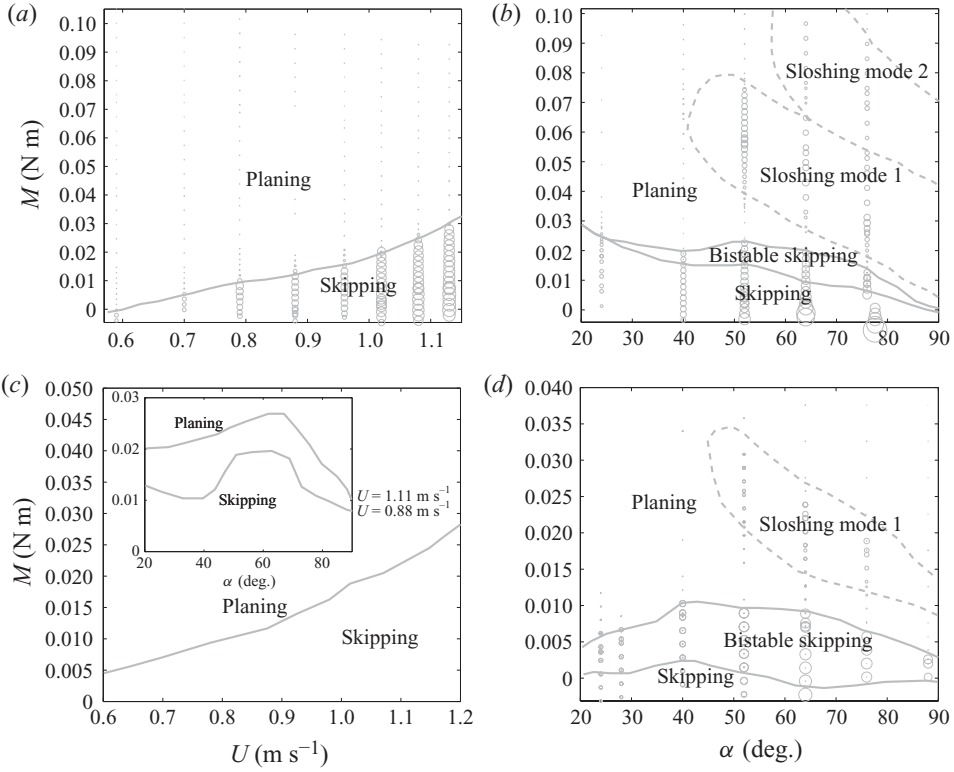 (a)
0.10
0.09
0.08
0.07
0.06
0.05
0.04
0.03
0.02
0.01
0
M (N m)
Planing
Skipping
0.6 0.7 0.8 0.9 1.0 1.1
(b)
0.10
0.09
0.08
0.07
0.06
0.05
0.04
0.03
0.02
0.01
0
Sloshing mode 2
Sloshing mode 1
Planing
Bistable skipping
Skipping
20 30 40 50 60 70 80 90
(c)
0.050
0.045
0.040
0.035
0.030
0.025
0.020
0.015
0.010
0.005
0
M (N m)
0.03
0.02
0.01
0
Planing
Skipping
U = 1.11 m s⁻¹
U = 0.88 m s⁻¹
20 40 60 80
α (deg.)
Planing
Skipping
0.6 0.7 0.8 0.9 1.0 1.1 1.2
U (m s⁻¹)
(d)
0.040
0.035
0.030
0.025
0.020
0.015
0.010
0.005
0
Planing
Sloshing mode 1
Bistable skipping
Skipping
20 30 40 50 60 70 80 90
α (deg.)